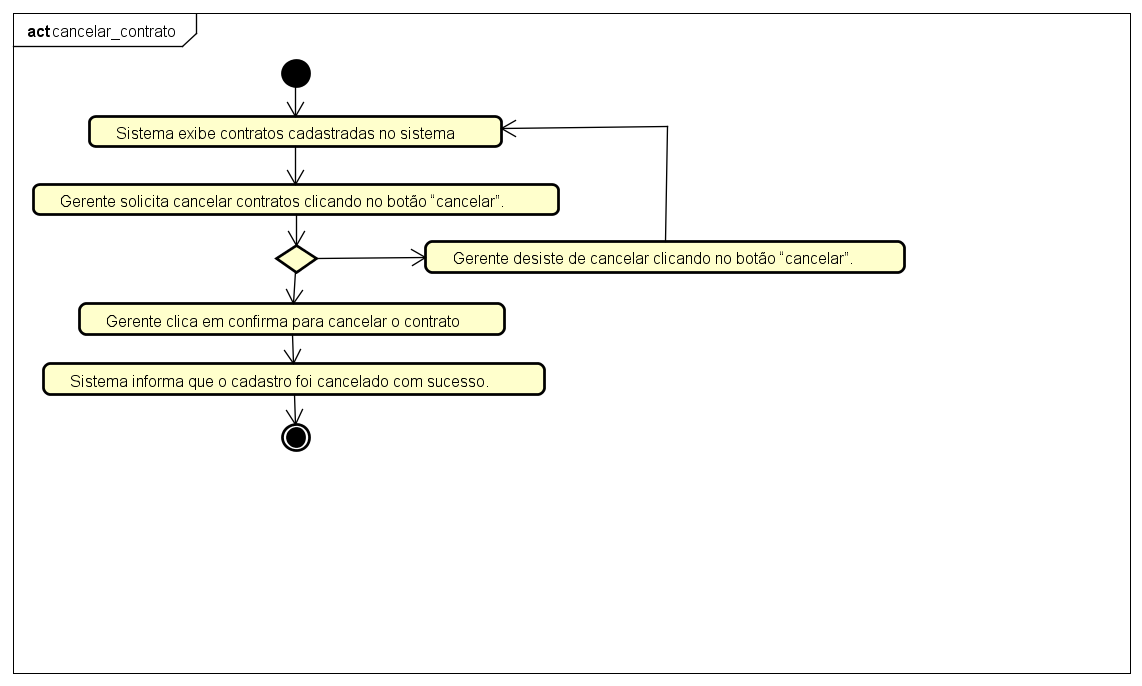 act cancelar_contrato
Sistema exibe contratos cadastradas no sistema
Gerente solicita cancelar contratos clicando no botão “cancelar”.
Gerente desiste de cancelar clicando no botão “cancelar”.
Gerente clica em confirma para cancelar o contrato
Sistema informa que o cadastro foi cancelado com sucesso.